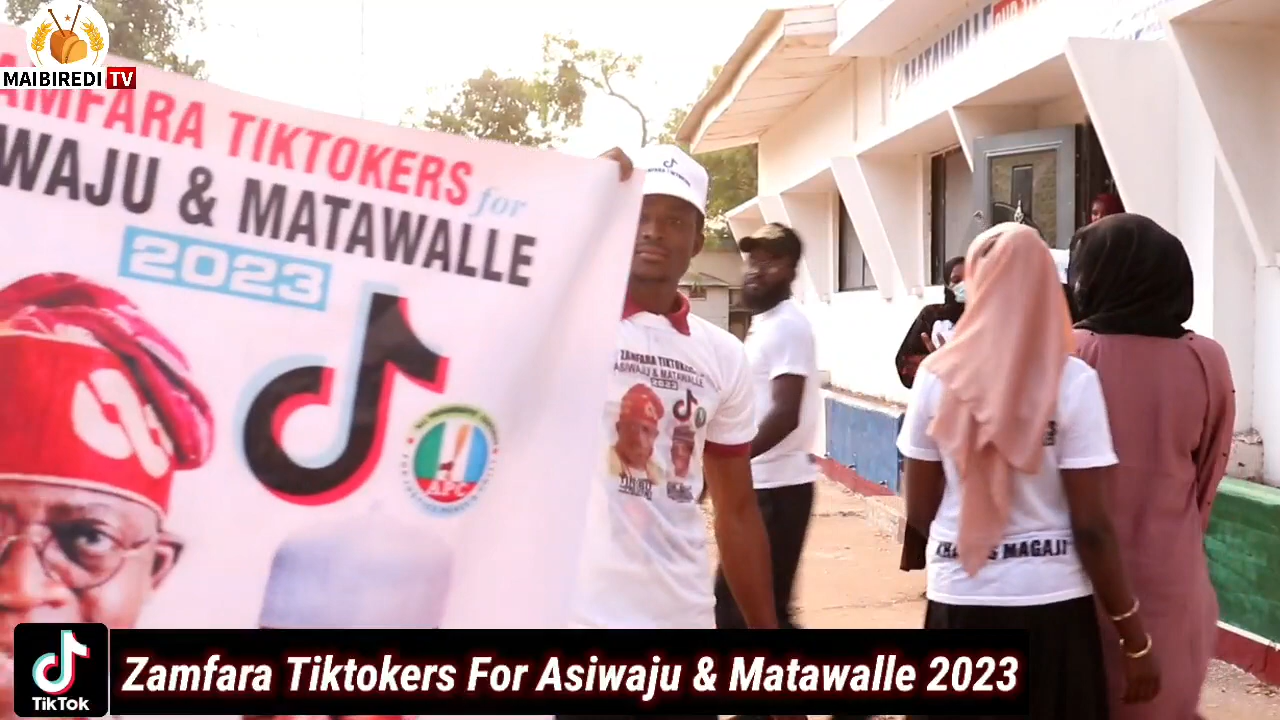 MAIBIREDI TV
AMFARA TIKTOKERS for
WAJU & MATAWALLE
2023
APC
ZAMFARA TIKTOKERS
ASIWAJU & MATAWALLE
2023
MATAWALLE
MAGAJI
TikTok
Zamfara Tiktokers For Asiwaju & Matawalle 2023